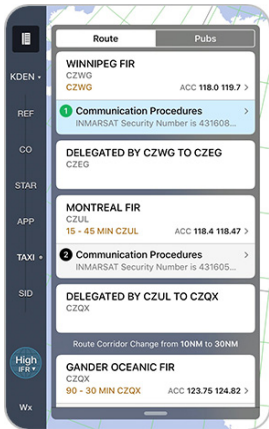 Route
Pubs
KDEN
REF
CO
STAR
APP
TAXI
SID
High
IFR
Wx
WINNIPEG FIR
CZWG
CZWG
ACC 118.0 119.7 >
1 Communication Procedures >
INMARSAT Security Number is 431608...
DELEGATED BY CZWG TO CZEG
CZEG
MONTREAL FIR
CZUL
15 - 45 MIN CZUL
ACC 118.4 118.47 >
2 Communication Procedures >
INMARSAT Security Number is 431605...
DELEGATED BY CZUL TO CZQX
CZQX
Route Corridor Change from 10NM to 30NM
GANDER OCEANIC FIR
CZQX
90 - 30 MIN CZQX
ACC 123.75 124.82 >